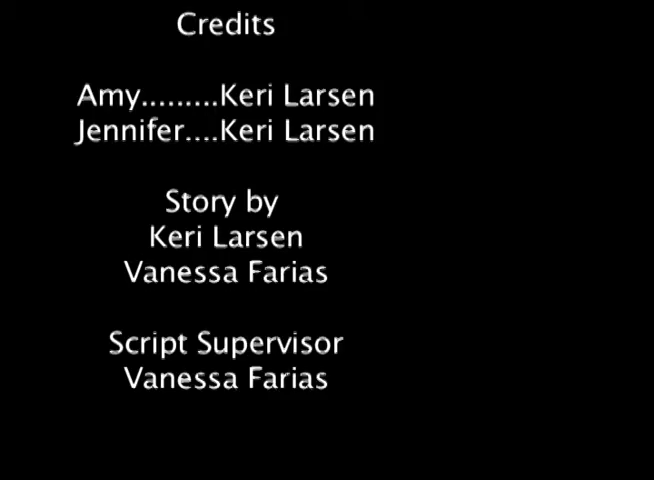 Credits
Amy.........Keri Larsen
Jennifer....Keri Larsen
Story by
Keri Larsen
Vanessa Farias
Script Supervisor
Vanessa Farias